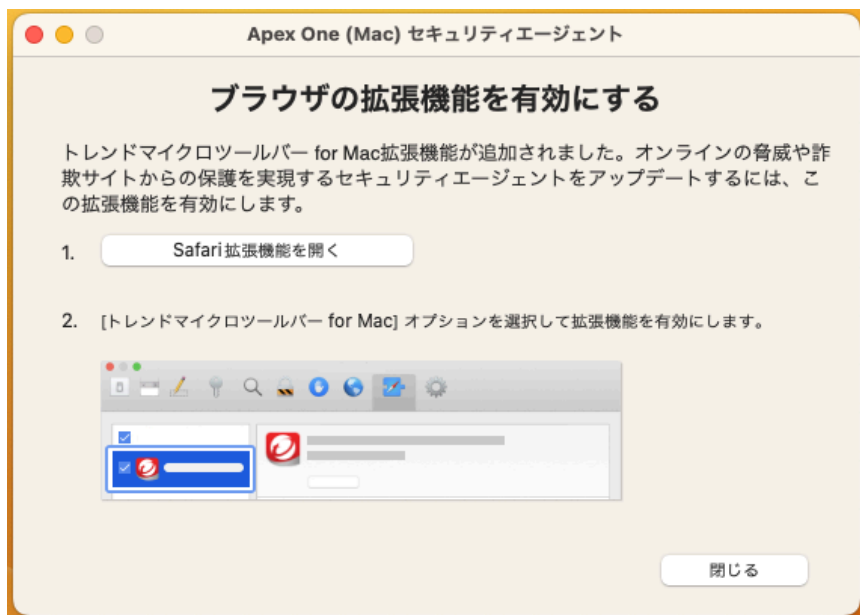 Apex One (Mac) セキュリティエージェント
ブラウザの拡張機能を有効にする
トレンドマイクロツールバー for Mac拡張機能が追加されました。オンラインの脅威や詐
欺サイトからの保護を実現するセキュリティエージェントをアップデートするには、こ
の拡張機能を有効にします。
1. Safari拡張機能を開く
2. [トレンドマイクロツールバー for Mac] オプションを選択して拡張機能を有効にします。
閉じる